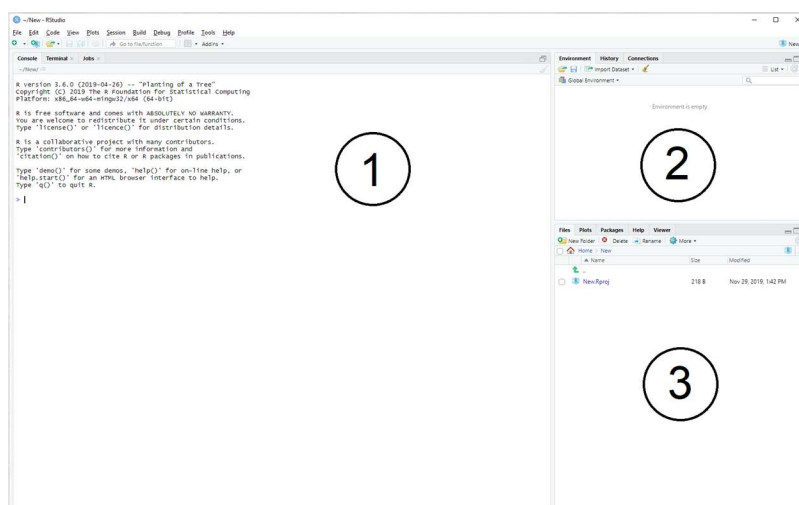 ~/New - RStudio
File Edit Code View Plots Session Build Debug Profile Tools Help
Go to file/function Addins
New
Console Terminal Jobs
~/New/
R version 3.6.0 (2019-04-26) -- "Planting of a Tree"
Copyright (C) 2019 The R Foundation for Statistical Computing
Platform: x86_64-w64-mingw32/x64 (64-bit)
R is free software and comes with ABSOLUTELY NO WARRANTY.
You are welcome to redistribute it under certain conditions.
Type 'license()' or 'licence()' for distribution details.
R is a collaborative project with many contributors.
Type 'contributors()' for more information and
'citation()' on how to cite R or R packages in publications.
Type 'demo()' for some demos, 'help()' for on-line help, or
'help.start()' for an HTML browser interface to help.
Type 'q()' to quit R.
>
1
Environment History Connections
Import Dataset List
Global Environment
Environment is empty
2
Files Plots Packages Help Viewer
New Folder Delete Rename More
Home New
Name Size Modified
..
New.Rproj 218 B Nov 29, 2019, 1:42 PM
3